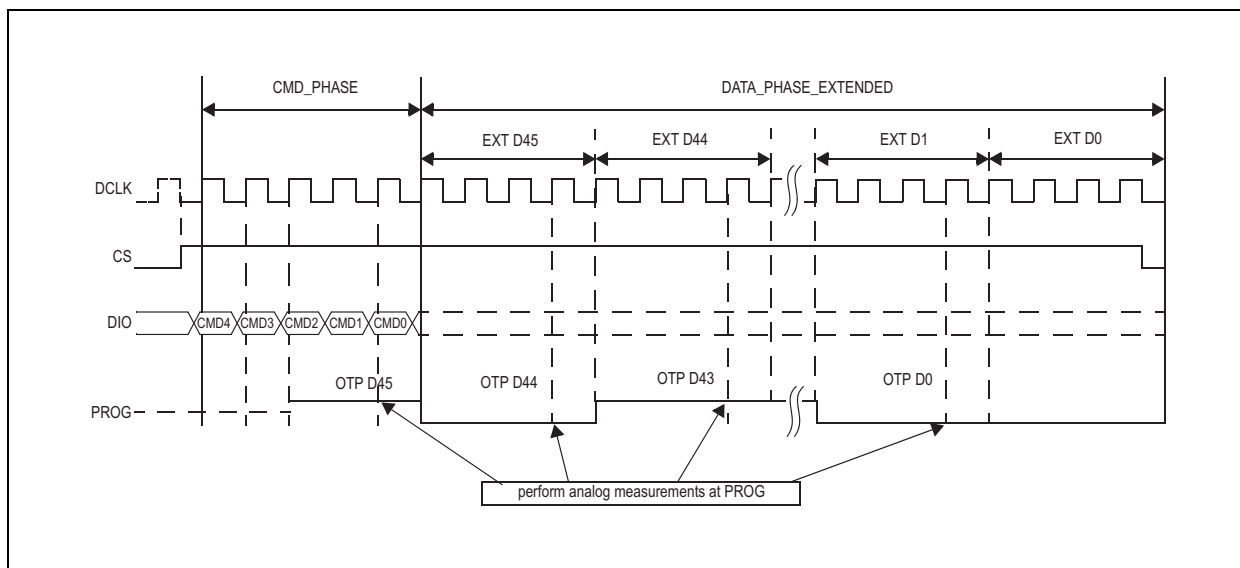 CMD_PHASE DATA_PHASE_EXTENDED
EXT D45 EXT D44 EXT D1 EXT D0
DCLK
CS
DIO CMD4 CMD3 CMD2 CMD1 CMD0
OTP D45 OTP D44 OTP D43 OTP D0
PROG
perform analog measurements at PROG